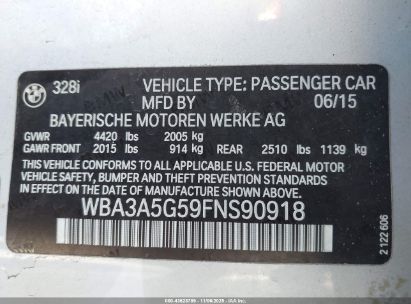 328i VEHICLE TYPE: PASSENGER CAR
MFD BY 06/15
BAYERISCHE MOTOREN WERKE AG
GVWR 4420 lbs 2005 kg
GAWR FRONT 2015 lbs 914 kg REAR 2510 lbs 1139 kg
THIS VEHICLE CONFORMS TO ALL APPLICABLE U.S. FEDERAL MOTOR
VEHICLE SAFETY, BUMPER AND THEFT PREVENTION STANDARDS
IN EFFECT ON THE DATE OF MANUFACTURE SHOWN ABOVE.
WBA3A5G59FNS90918
2 122 606